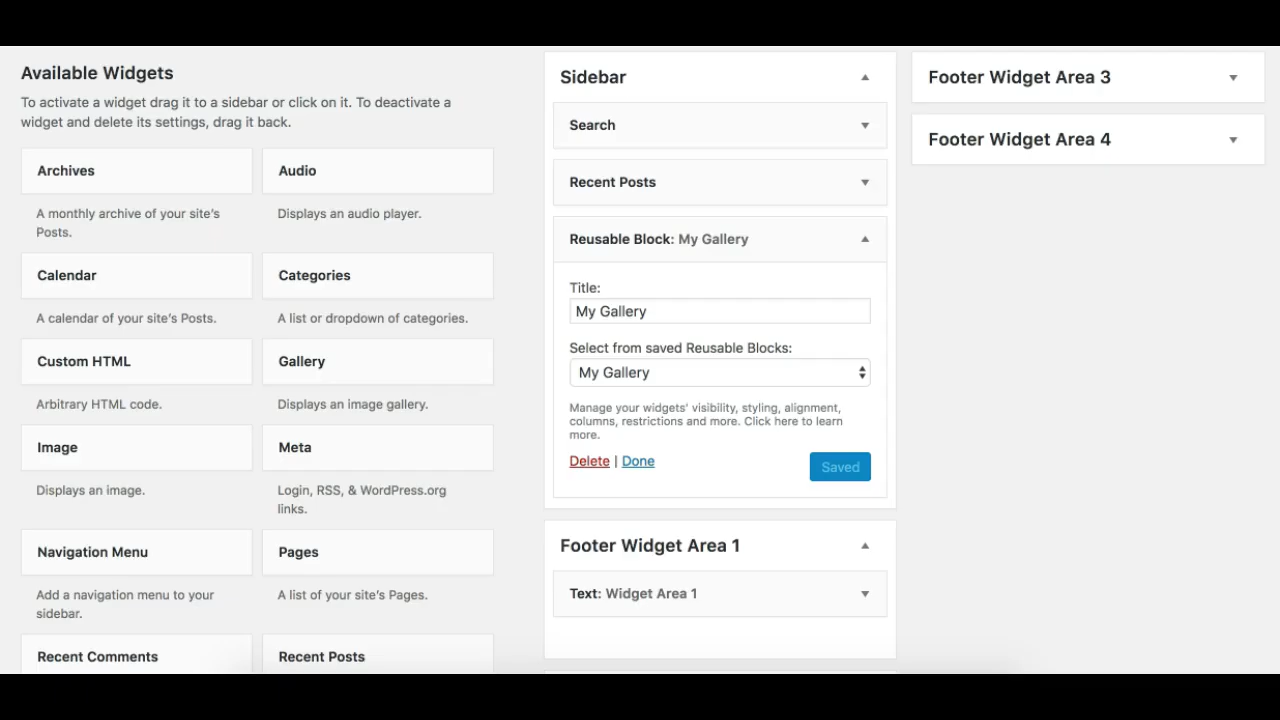 Available Widgets
To activate a widget drag it to a sidebar or click on it. To deactivate a
widget and delete its settings, drag it back.
Archives
Audio
A monthly archive of your site's
Posts.
Displays an audio player.
Calendar
Categories
A calendar of your site's Posts.
A list or dropdown of categories.
Custom HTML
Gallery
Arbitrary HTML code.
Displays an image gallery.
Image
Meta
Displays an image.
Login, RSS, & WordPress.org
links.
Navigation Menu
Pages
Add a navigation menu to your
sidebar.
A list of your site's Pages.
Recent Comments
Recent Posts
Sidebar
Search
Recent Posts
Reusable Block: My Gallery
Title:
My Gallery
Select from saved Reusable Blocks:
My Gallery
Manage your widgets' visibility, styling, alignment,
columns, restrictions and more. Click here to learn
more.
Delete | Done
Saved
Footer Widget Area 1
Text: Widget Area 1
Footer Widget Area 3
Footer Widget Area 4